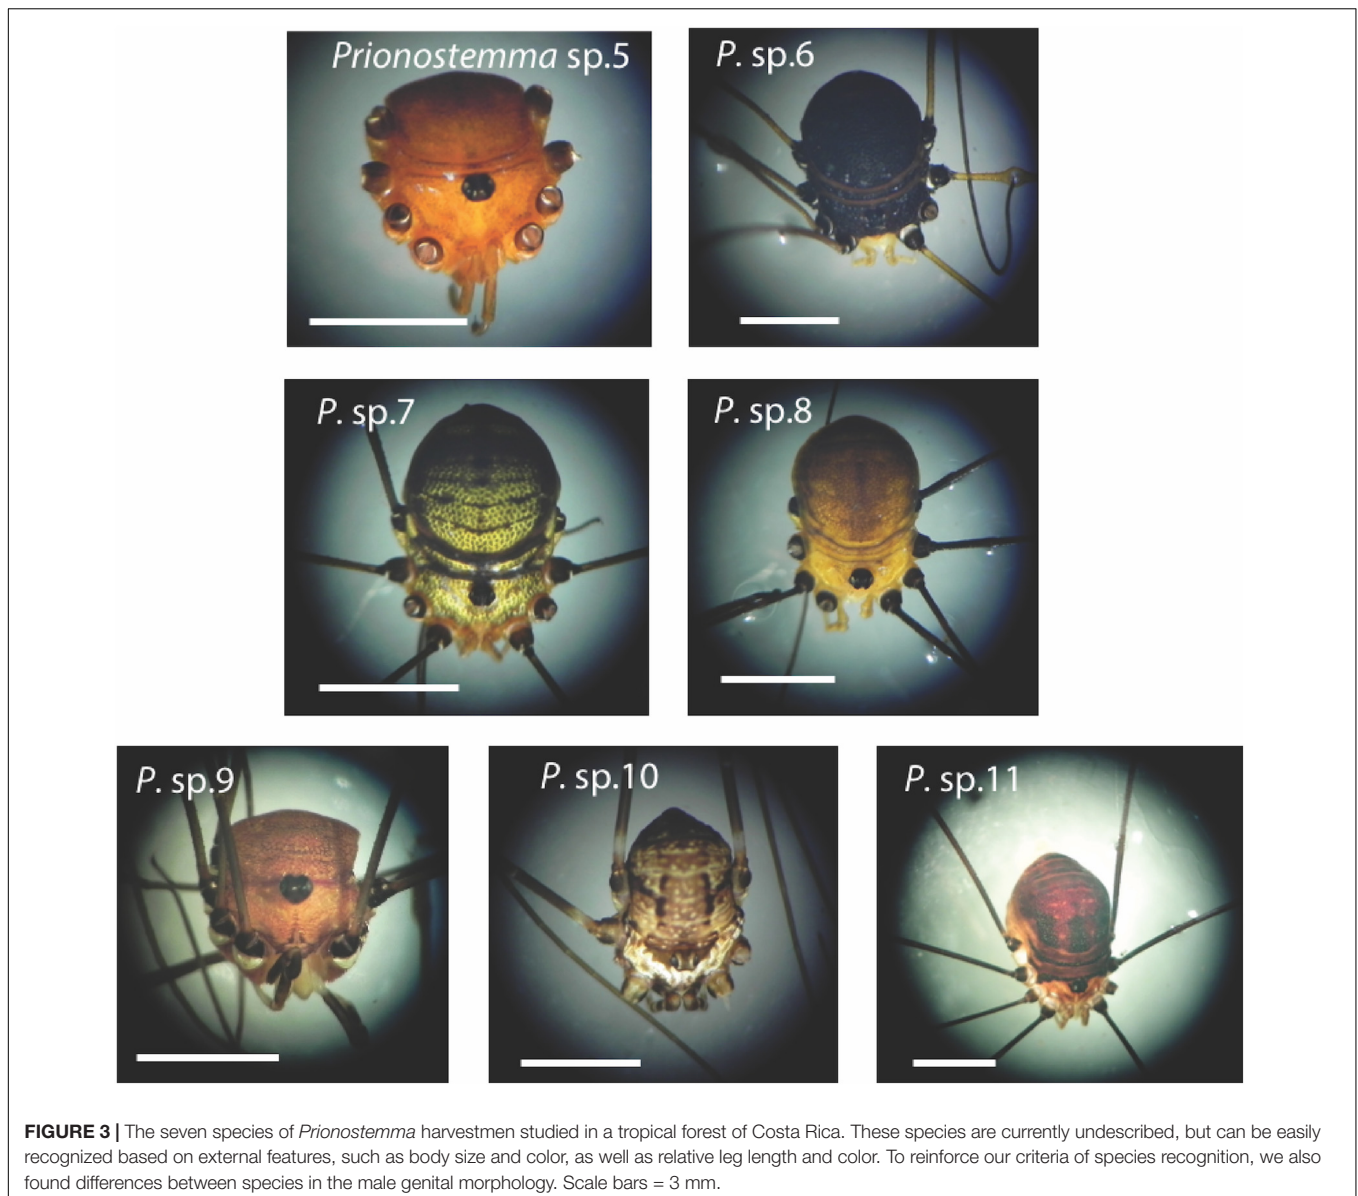 Prionostemma sp.5
P. sp.6
P. sp.7
P. sp.8
P. sp.9
P. sp.10
P. sp.11
FIGURE 3 | The seven species of Prionostemma harvestmen studied in a tropical forest of Costa Rica. These species are currently undescribed, but can be easily
recognized based on external features, such as body size and color, as well as relative leg length and color. To reinforce our criteria of species recognition, we also
found differences between species in the male genital morphology. Scale bars = 3 mm.